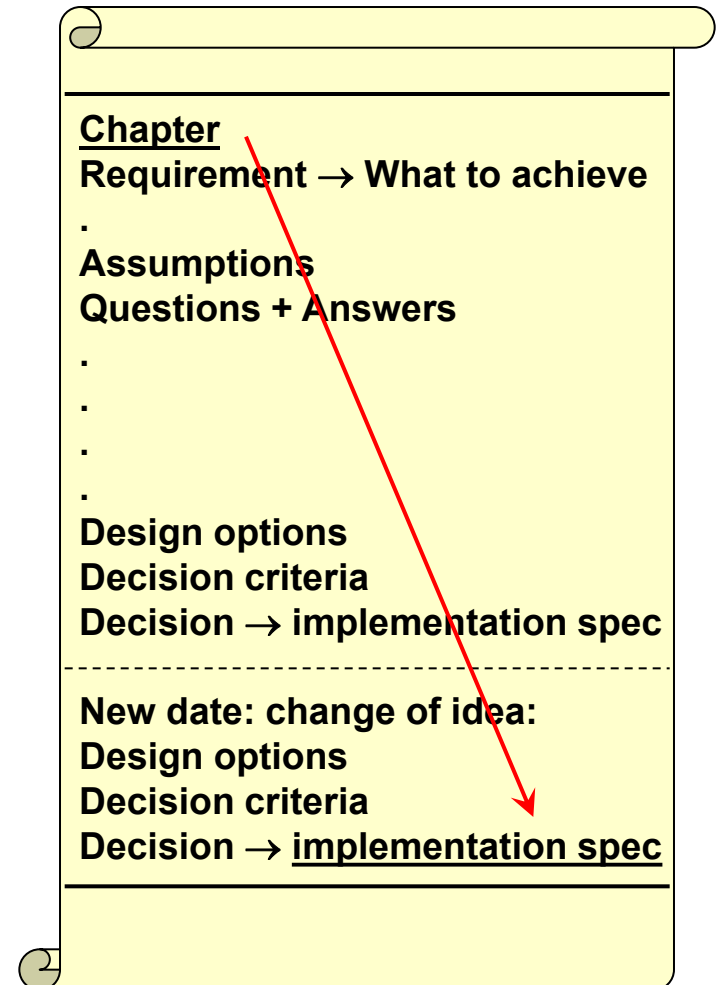 Chapter
Requirement → What to achieve
.
Assumptions
Questions + Answers
.
.
.
.
Design options
Decision criteria
Decision → implementation spec
New date: change of idea:
Design options
Decision criteria
Decision → implementation spec